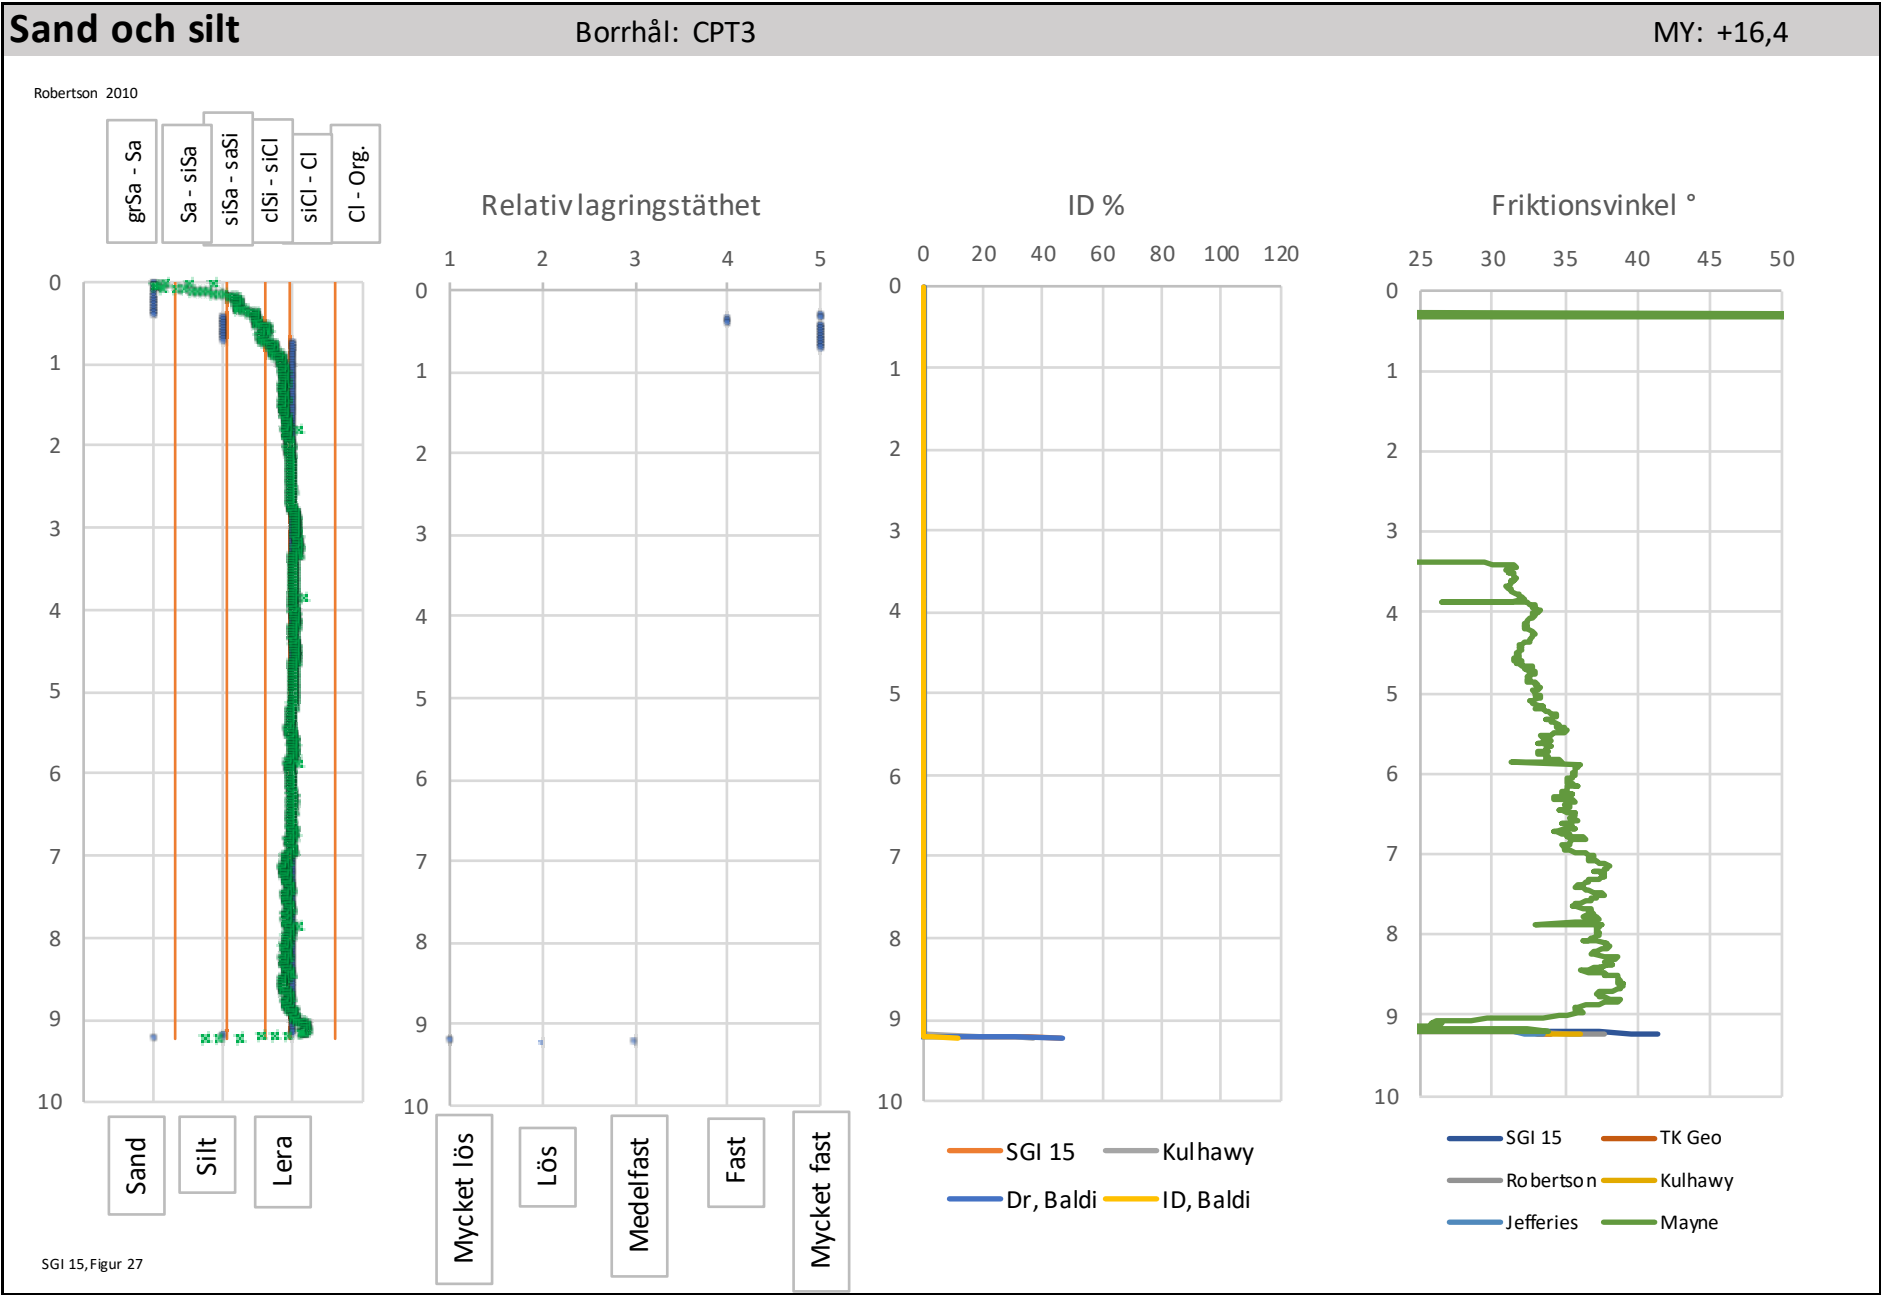 Sand och silt Borrhål: CPT3 MY: +16,4
Robertson 2010
grSa - Sa
Sa - siSa
siSa - saSi
clSi - siCl
siCl - Cl
Cl - Org.
0
1
2
3
4
5
6
7
8
9
10
Sand
Silt
Lera
SGI 15, Figur 27
Relativ lagringstäthet
1 2 3 4 5
0
1
2
3
4
5
6
7
8
9
10
Mycket lös
Lös
Medelfast
Fast
Mycket fast
ID %
0 20 40 60 80 100 120
0
1
2
3
4
5
6
7
8
9
10
SGI 15 Kulhawy
Dr, Baldi ID, Baldi
Friktionsvinkel °
25 30 35 40 45 50
0
1
2
3
4
5
6
7
8
9
10
SGI 15 TK Geo
Robertson Kulhawy
Jefferies Mayne